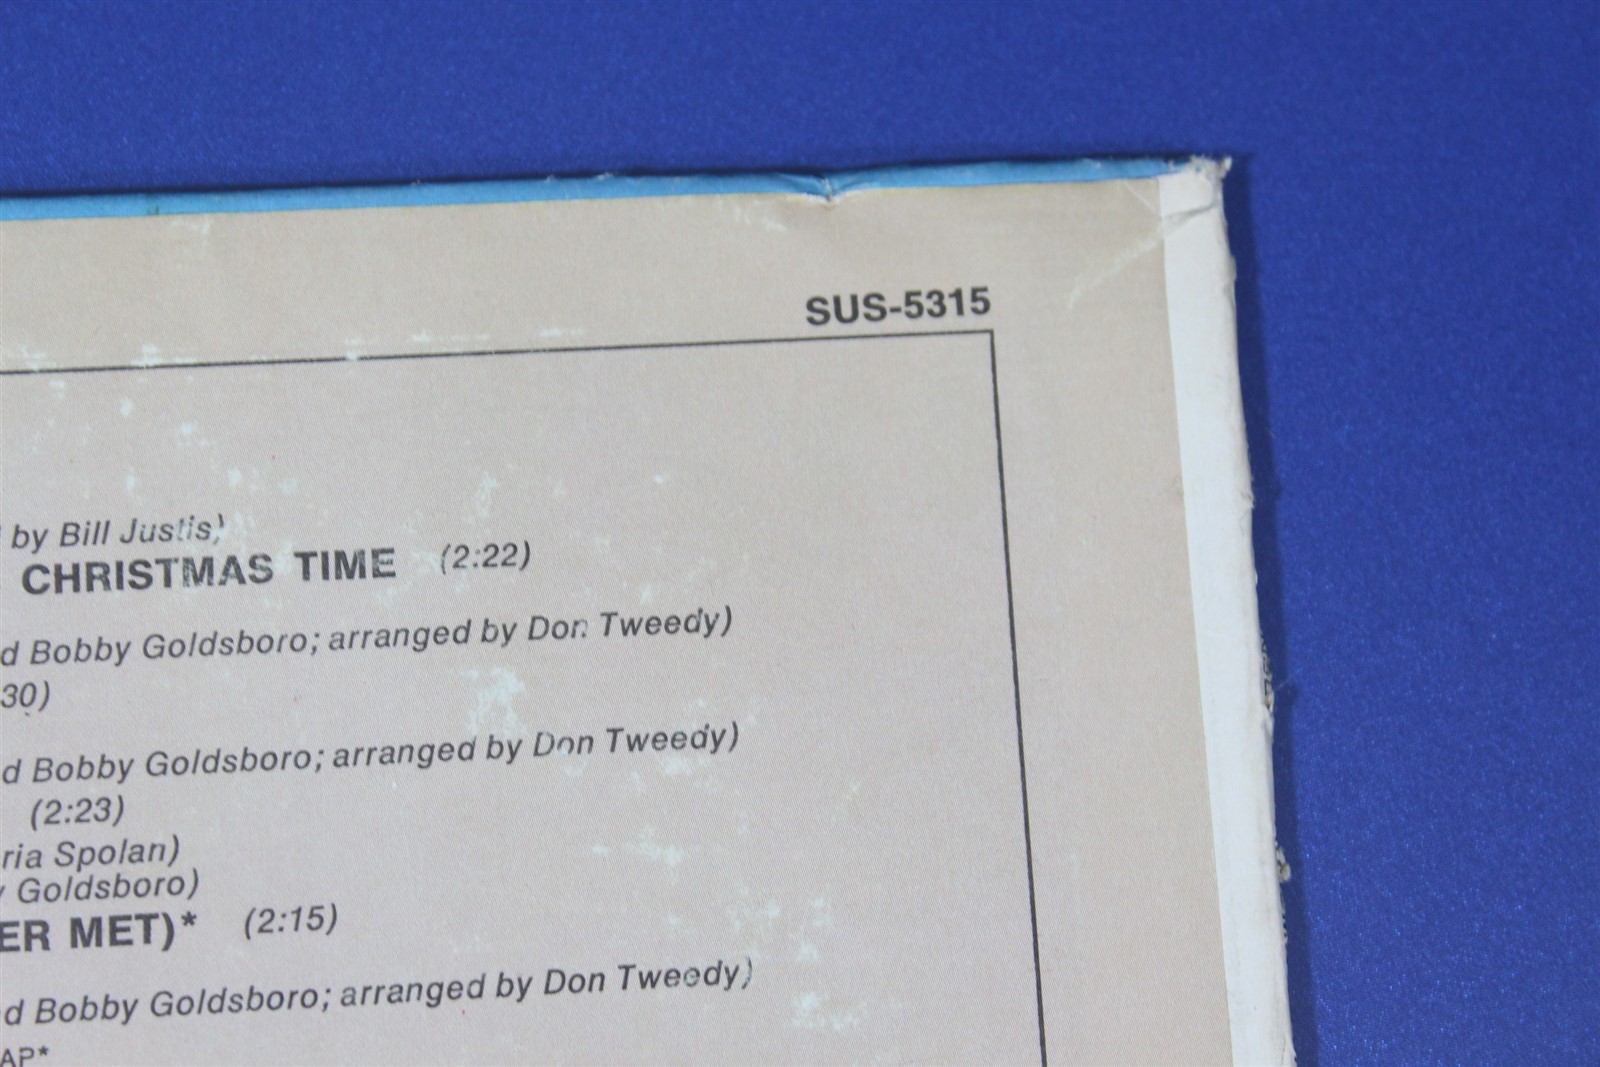 SUS-5315
by Bill Justis)
CHRISTMAS TIME (2:22)
d Bobby Goldsboro; arranged by Don Tweedy)
30)
d Bobby Goldsboro; arranged by Don Tweedy)
(2:23)
ria Spolan)
y Goldsboro)
ER MET)* (2:15)
d Bobby Goldsboro; arranged by Don Tweedy)
AP*